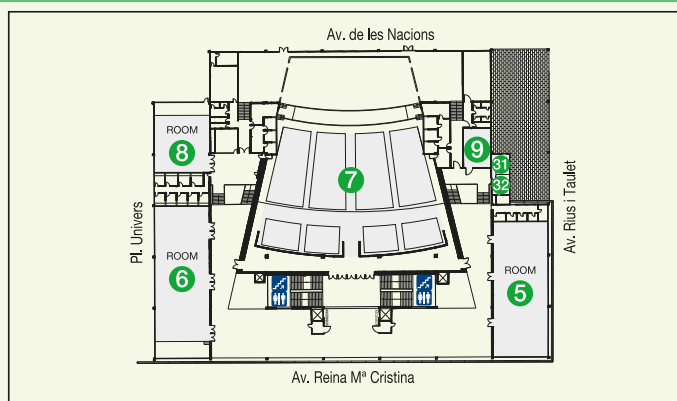 Av. de les Nacions
ROOM
8
9
31
32
7
Pl. Univers
Av. Rius i Taulet
ROOM
6
ROOM
5
Av. Reina Mª Cristina